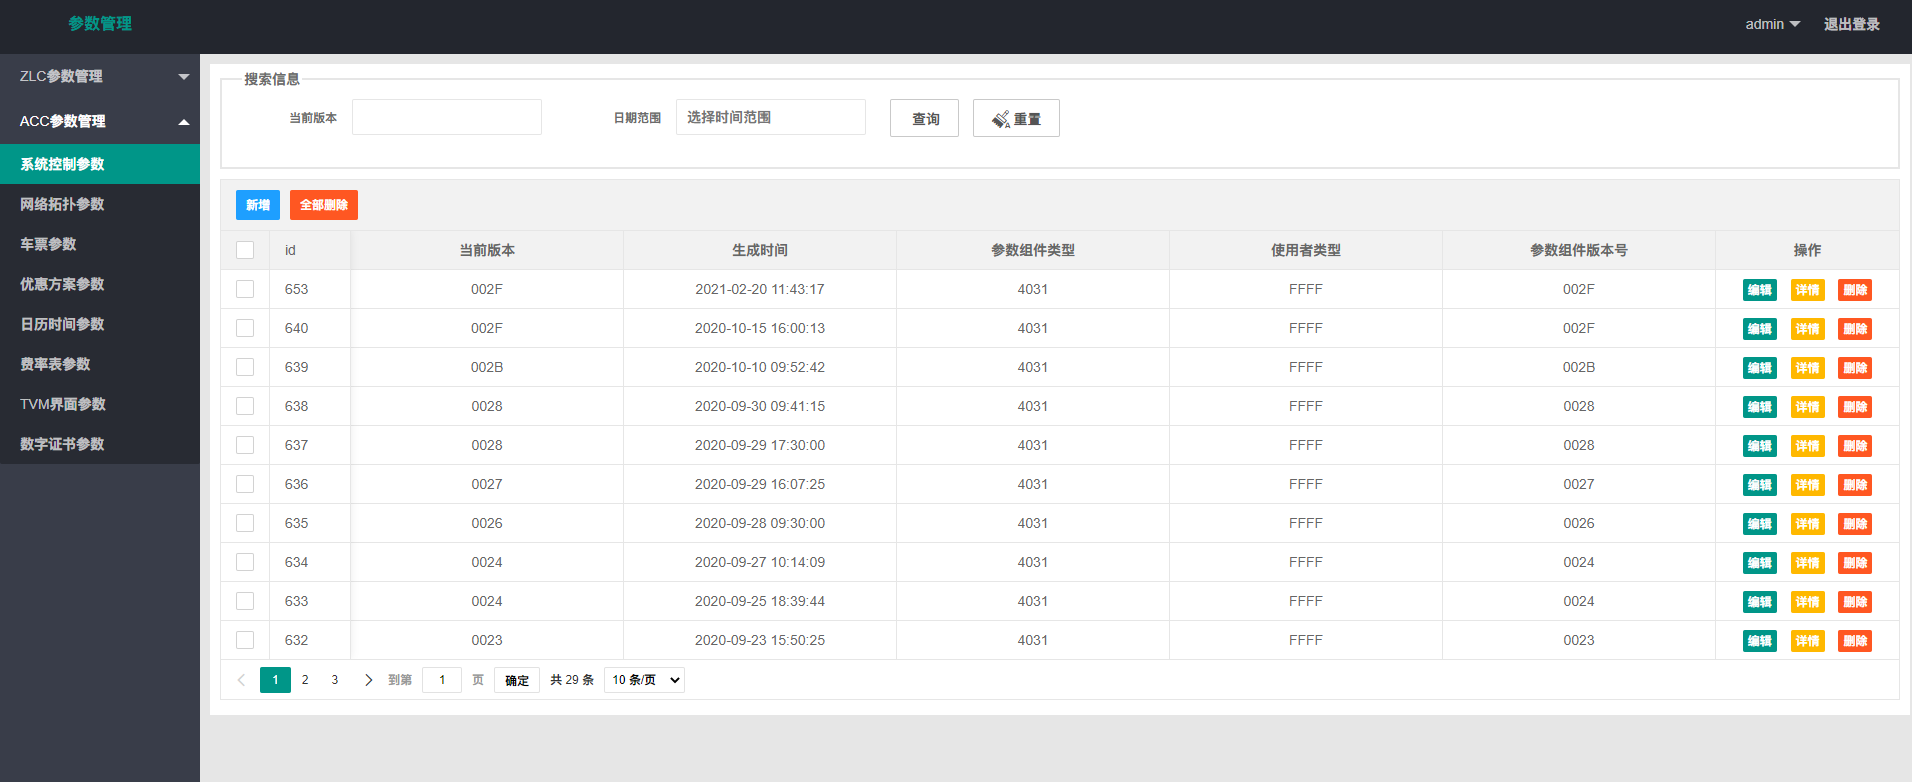 参数管理
admin 退出登录
ZLC参数管理
ACC参数管理
系统控制参数
网络拓扑参数
车票参数
优惠方案参数
日历时间参数
费率表参数
TVM界面参数
数字证书参数
搜索信息
当前版本 日期范围 选择时间范围 查询 重置
新增 全部删除
id 当前版本 生成时间 参数组件类型 使用者类型 参数组件版本号 操作
653 002F 2021-02-20 11:43:17 4031 FFFF 002F 编辑 详情 删除
640 002F 2020-10-15 16:00:13 4031 FFFF 002F 编辑 详情 删除
639 002B 2020-10-10 09:52:42 4031 FFFF 002B 编辑 详情 删除
638 0028 2020-09-30 09:41:15 4031 FFFF 0028 编辑 详情 删除
637 0028 2020-09-29 17:30:00 4031 FFFF 0028 编辑 详情 删除
636 0027 2020-09-29 16:07:25 4031 FFFF 0027 编辑 详情 删除
635 0026 2020-09-28 09:30:00 4031 FFFF 0026 编辑 详情 删除
634 0024 2020-09-27 10:14:09 4031 FFFF 0024 编辑 详情 删除
633 0024 2020-09-25 18:39:44 4031 FFFF 0024 编辑 详情 删除
632 0023 2020-09-23 15:50:25 4031 FFFF 0023 编辑 详情 删除
1 2 3 到第 1 页 确定 共 29 条 10 条/页